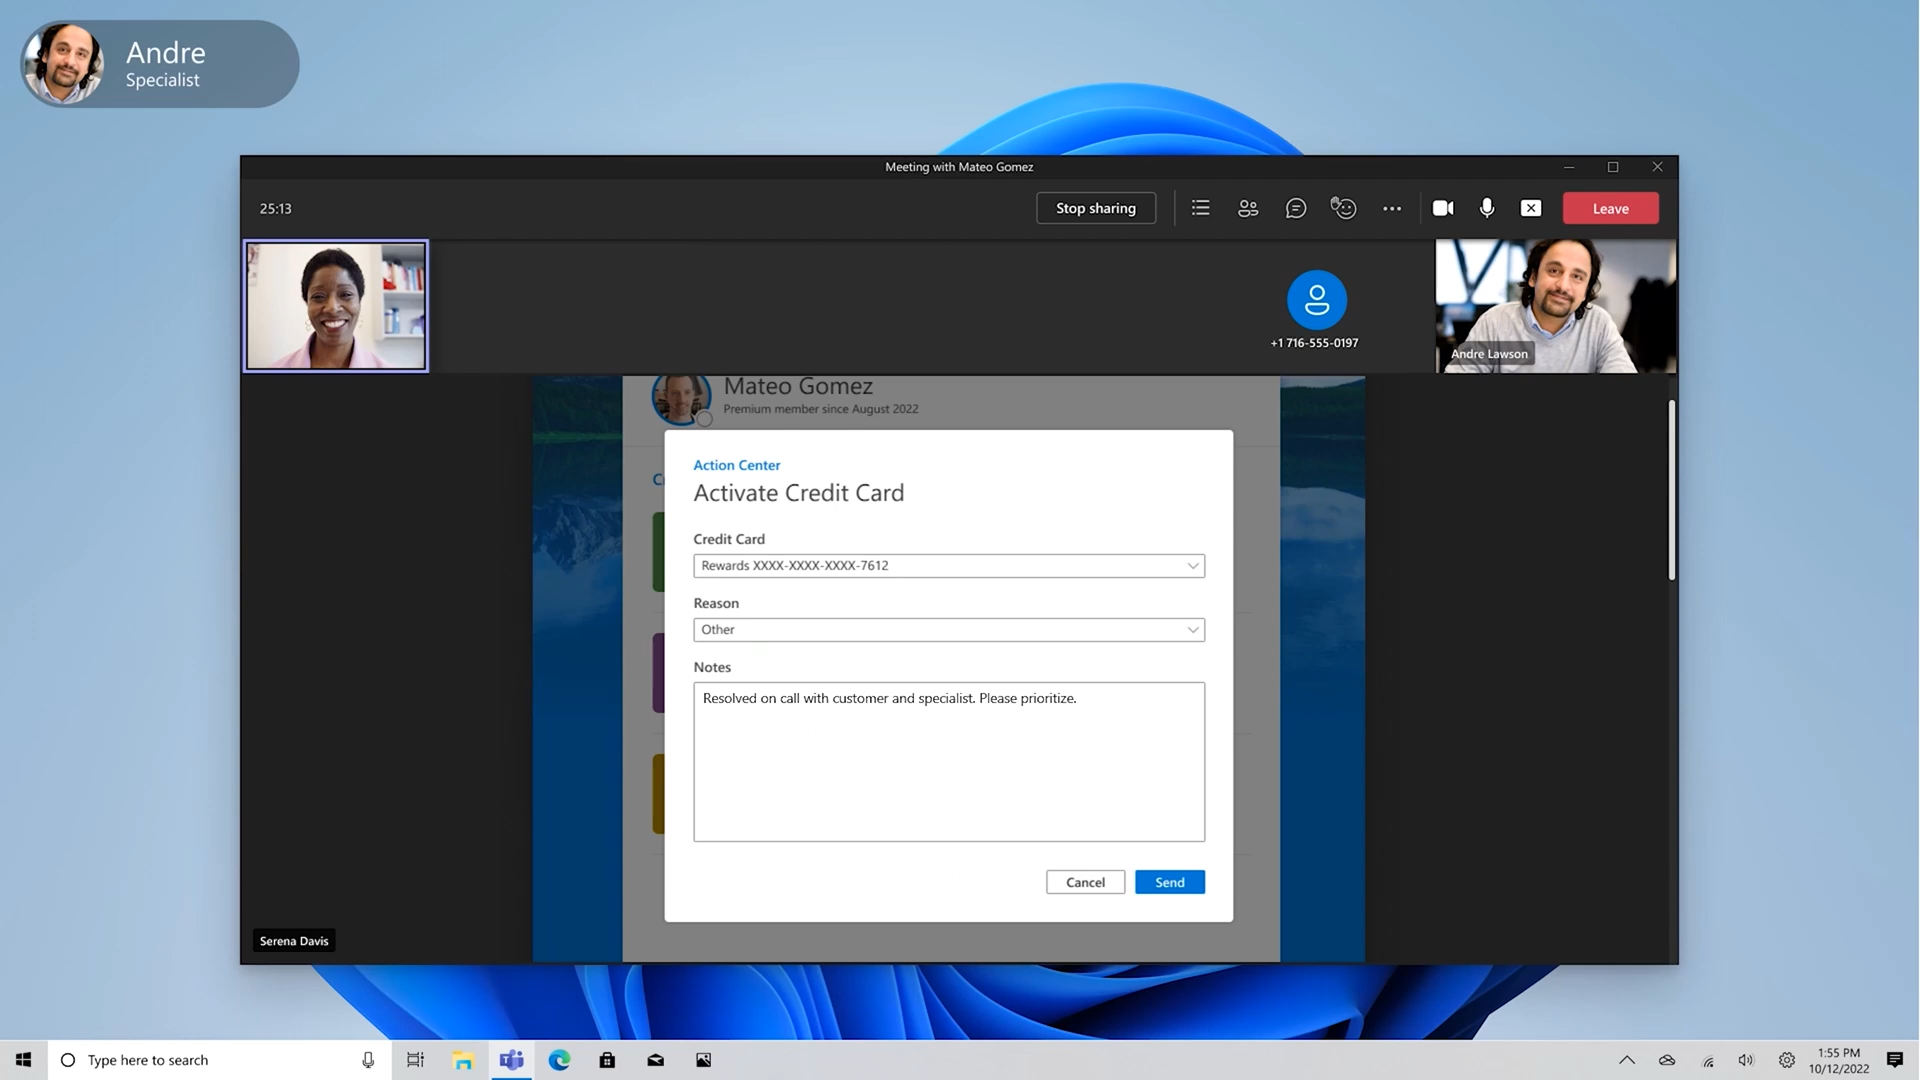 Andre
Specialist
Meeting with Mateo Gomez
25:13
Stop sharing
Leave
+1 716-555-0197
Andre Lawson
Mateo Gomez
Premium member since August 2022
Action Center
Activate Credit Card
Credit Card
Rewards XXXX-XXXX-XXXX-7612
Reason
Other
Notes
Resolved on call with customer and specialist. Please prioritize.
Cancel
Send
Serena Davis
Type here to search
1:55 PM
10/12/2022